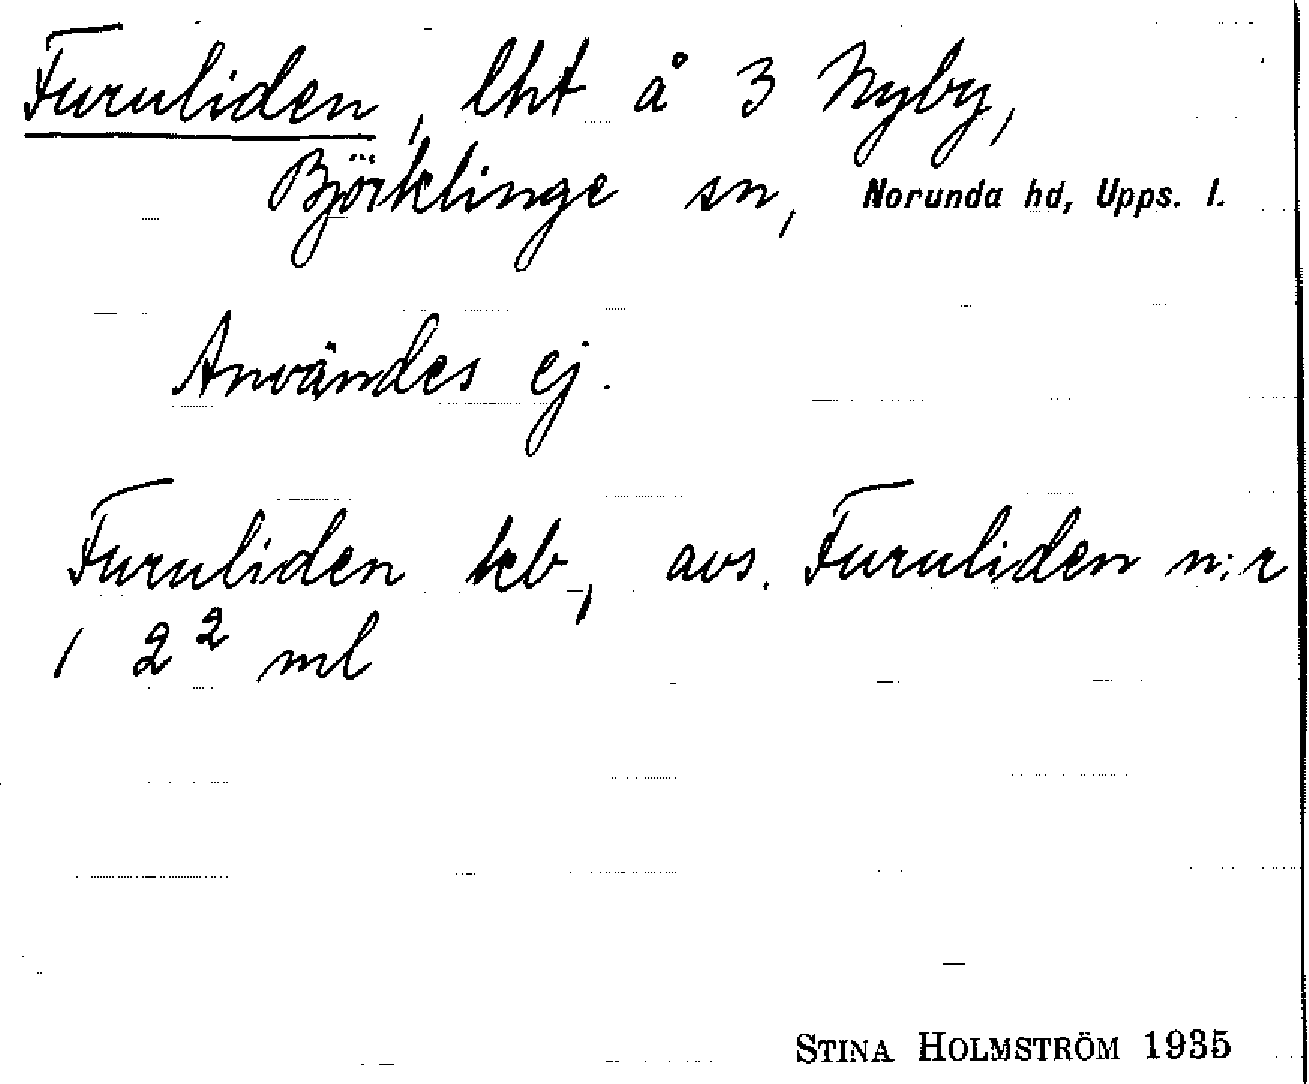 Furuliden, lht å 3 Nyby,
Björklinge sn, Norunda hd, Upps. l.
Användes ej.
Furuliden kb, avs. Furuliden n:r
1 2² ml
STINA HOLMSTRÖM 1935